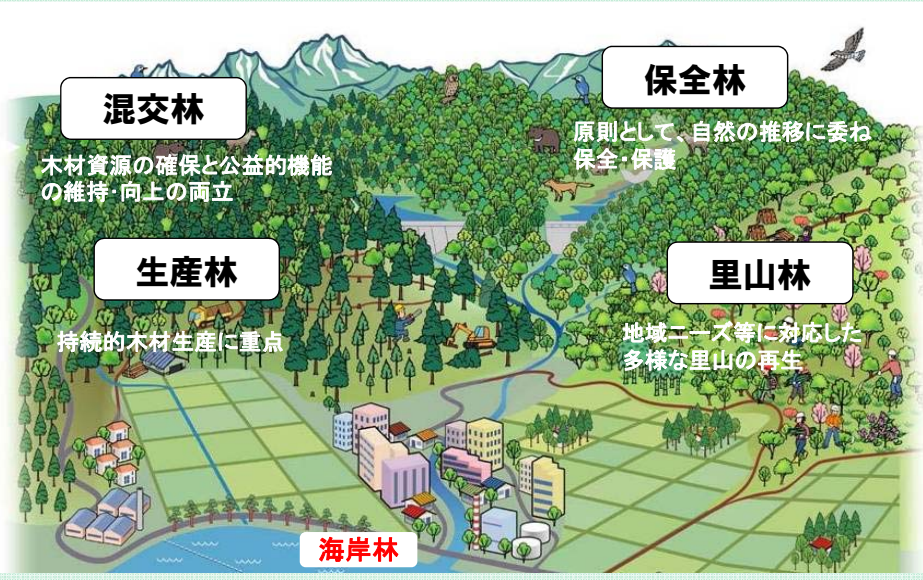 混交林
木材資源の確保と公益的機能
の維持・向上の両立
保全林
原則として、自然の推移に委ね
保全・保護
生産林
持続的木材生産に重点
里山林
地域ニーズ等に対応した
多様な里山の再生
海岸林